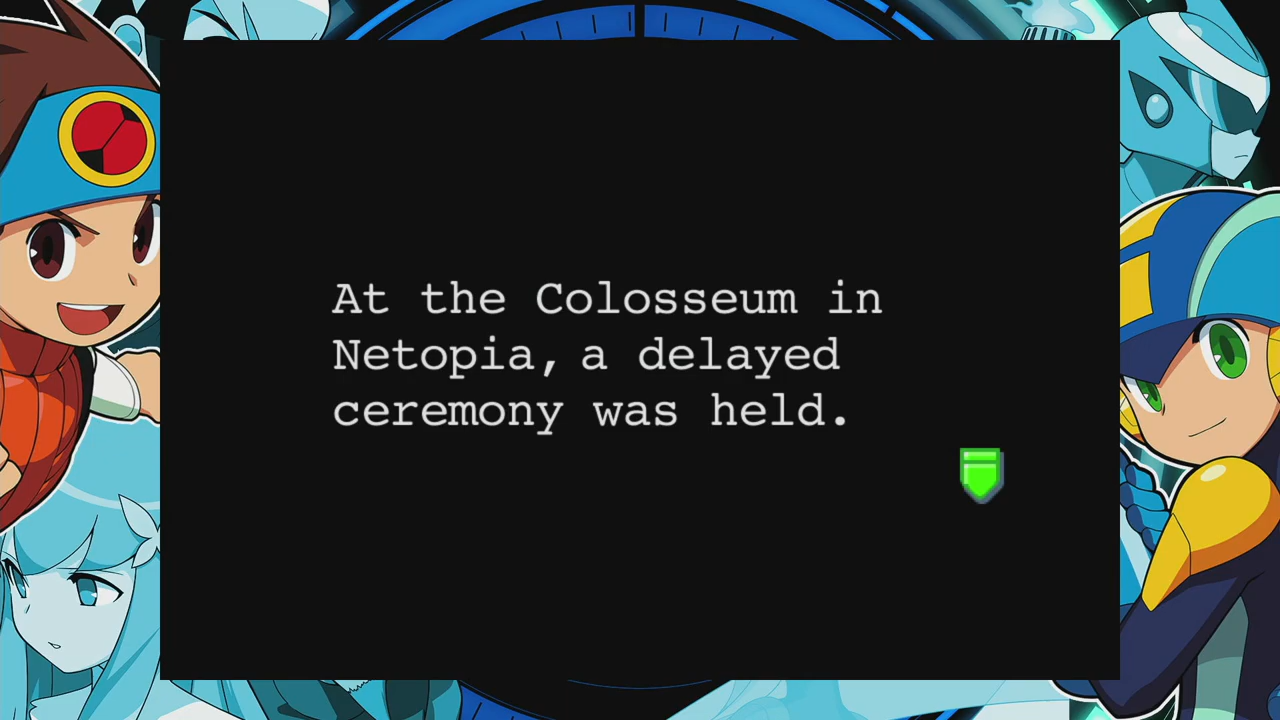 At the Colosseum in
Netopia, a delayed
ceremony was held.